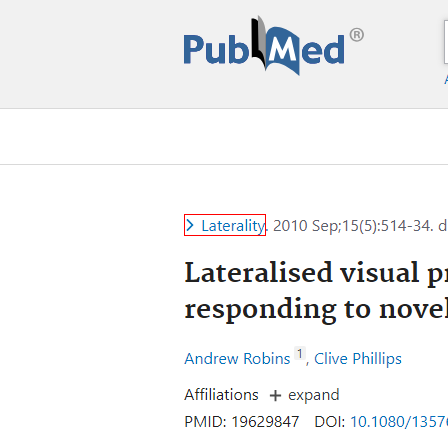 PubMed®
Laterality. 2010 Sep;15(5):514-34. d
Lateralised visual p
responding to novel
Andrew Robins 1, Clive Phillips
Affiliations + expand
PMID: 19629847 DOI: 10.1080/1357